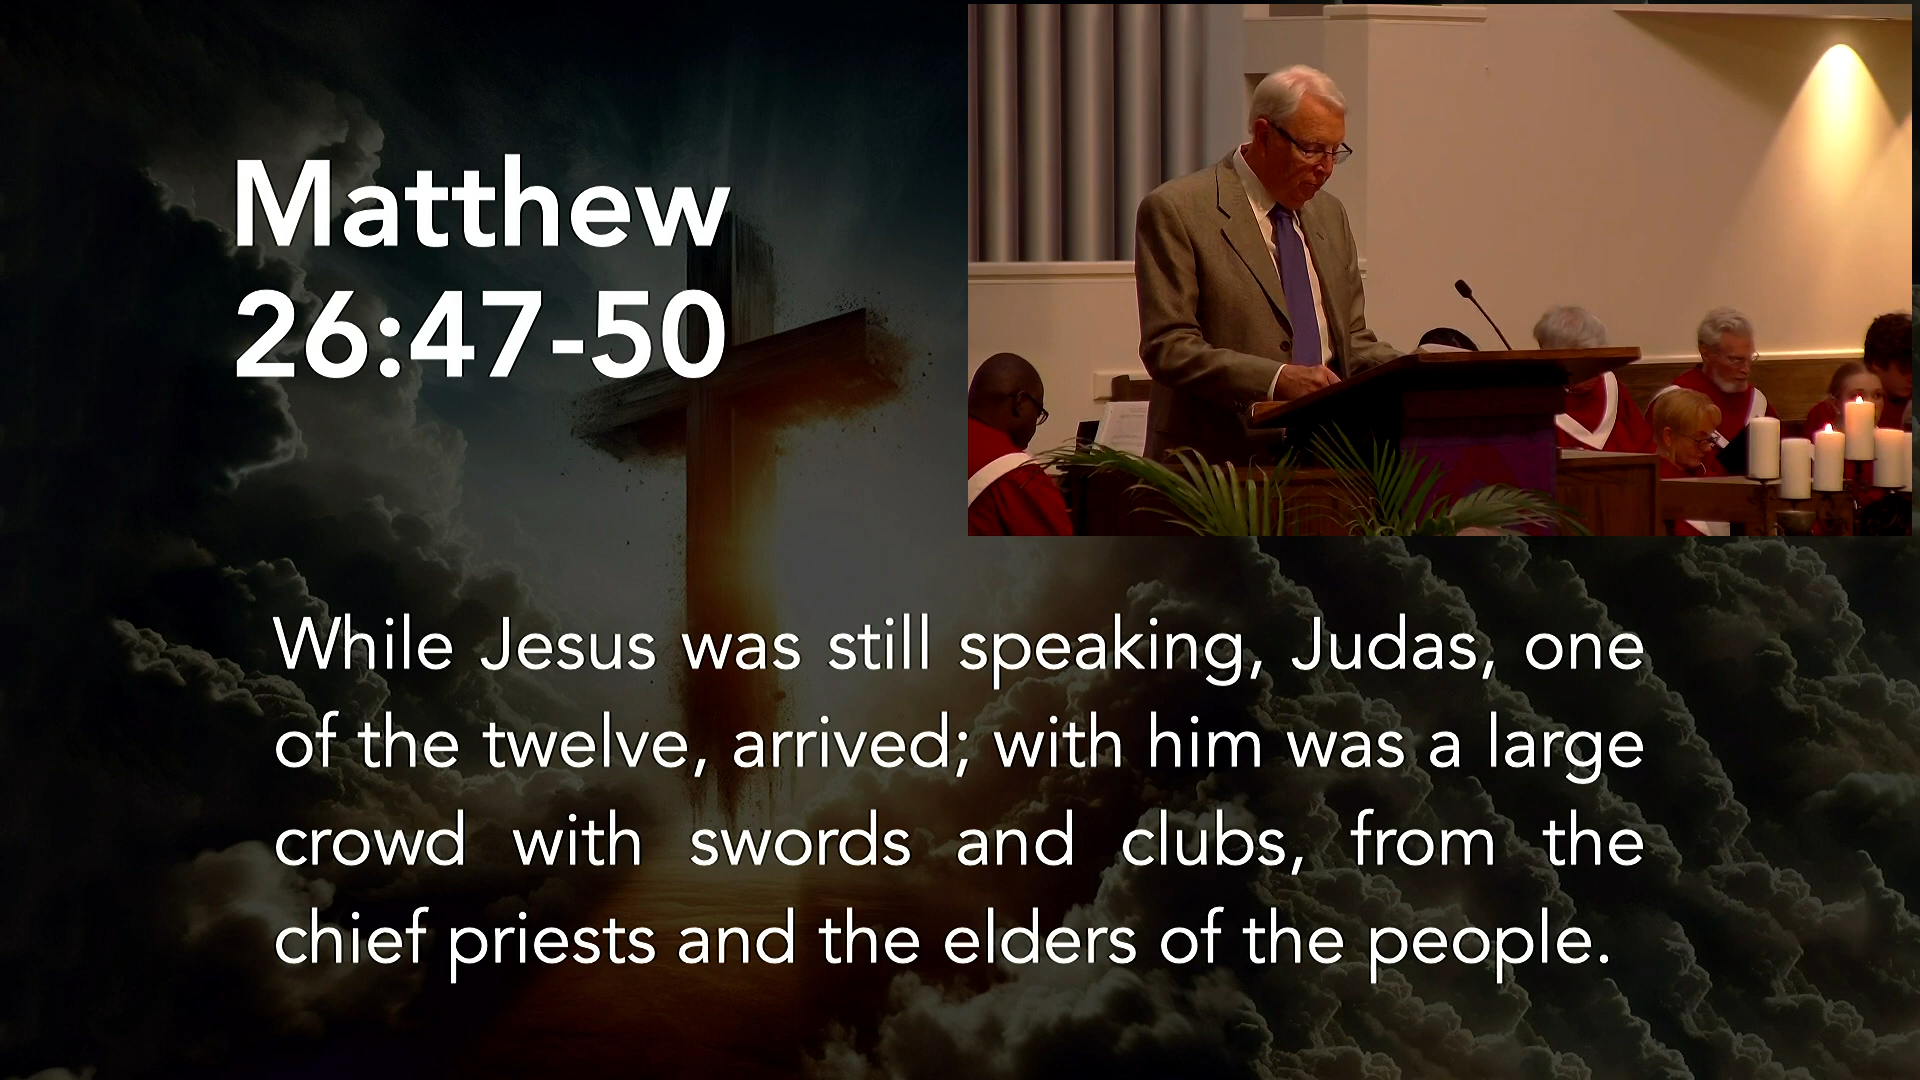 Matthew
26:47-50
While Jesus was still speaking, Judas, one
of the twelve, arrived; with him was a large
crowd with swords and clubs, from the
chief priests and the elders of the people.